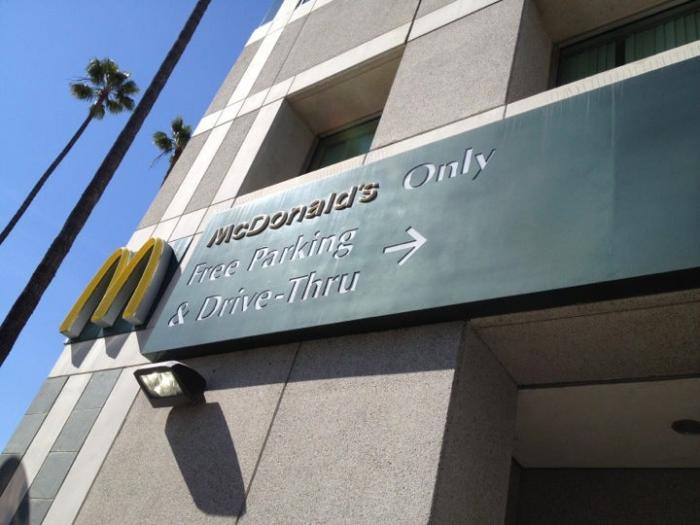 McDonald's Only
Free Parking
& Drive-Thru →